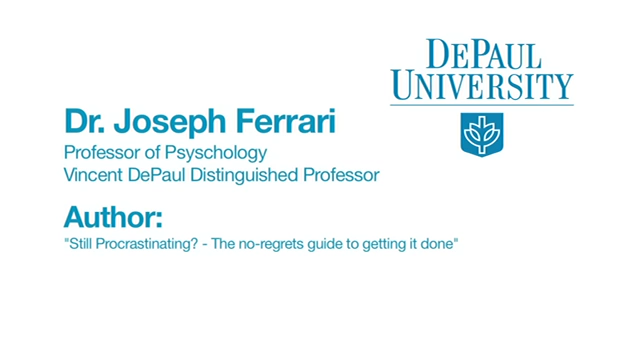 DEPAUL
UNIVERSITY
Dr. Joseph Ferrari
Professor of Psyschology
Vincent DePaul Distinguished Professor
Author:
"Still Procrastinating? - The no-regrets guide to getting it done"